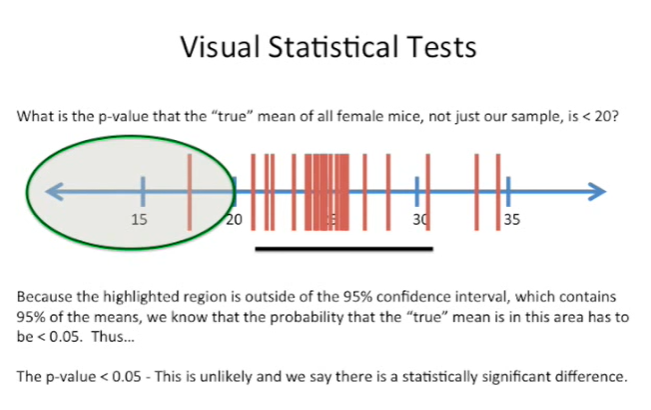 Visual Statistical Tests
What is the p-value that the “true” mean of all female mice, not just our sample, is < 20?
15 20 30 35
Because the highlighted region is outside of the 95% confidence interval, which contains
95% of the means, we know that the probability that the “true” mean is in this area has to
be < 0.05.  Thus...
The p-value < 0.05 - This is unlikely and we say there is a statistically significant difference.